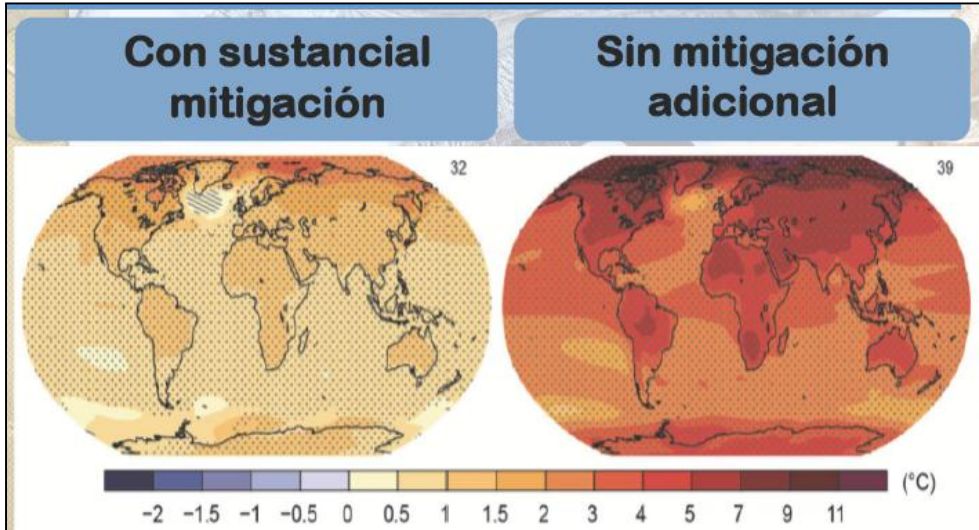 Con sustancial
mitigación
Sin mitigación
adicional
32
39
(°C)
−2 −1.5 −1 −0.5 0 0.5 1 1.5 2 3 4 5 7 9 11